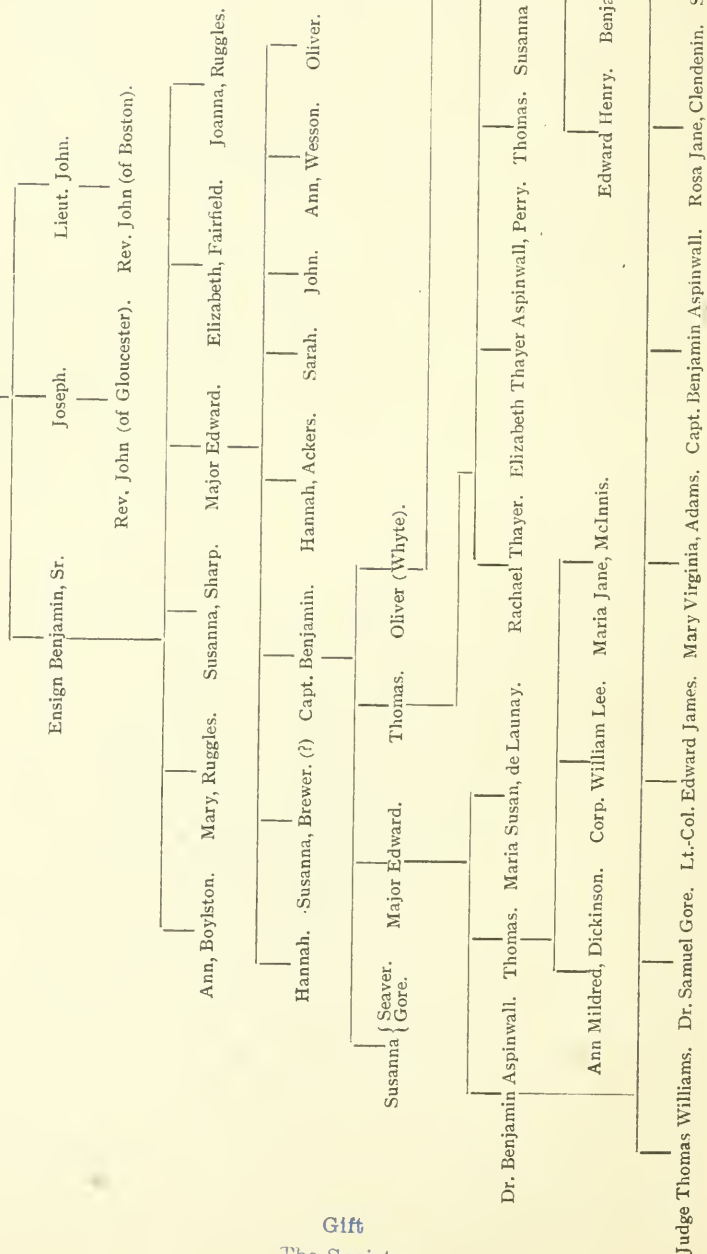 Lieut. John.
Joseph.
Ensign Benjamin, Sr.
Rev. John (of Boston).
Rev. John (of Gloucester).
Ann, Boylston. Mary, Ruggles. Susanna, Sharp. Major Edward. Elizabeth, Fairfield. Joanna, Ruggles.
Hannah. Susanna, Brewer. (?) Capt. Benjamin. Hannah, Ackers. Sarah. John. Ann, Wesson. Oliver.
Susanna { Seaver. Major Edward. Thomas. Oliver (Whyte).
{ Gore.
Dr. Benjamin Aspinwall. Thomas. Maria Susan, de Launay. Rachael Thayer. Elizabeth Thayer Aspinwall, Perry. Thomas. Susanna
Ann Mildred, Dickinson. Corp. William Lee. Maria Jane, McInnis. Edward Henry. Benja
Judge Thomas Williams. Dr. Samuel Gore. Lt.-Col. Edward James. Mary Virginia, Adams. Capt. Benjamin Aspinwall. Rosa Jane, Clendenin.
Gift